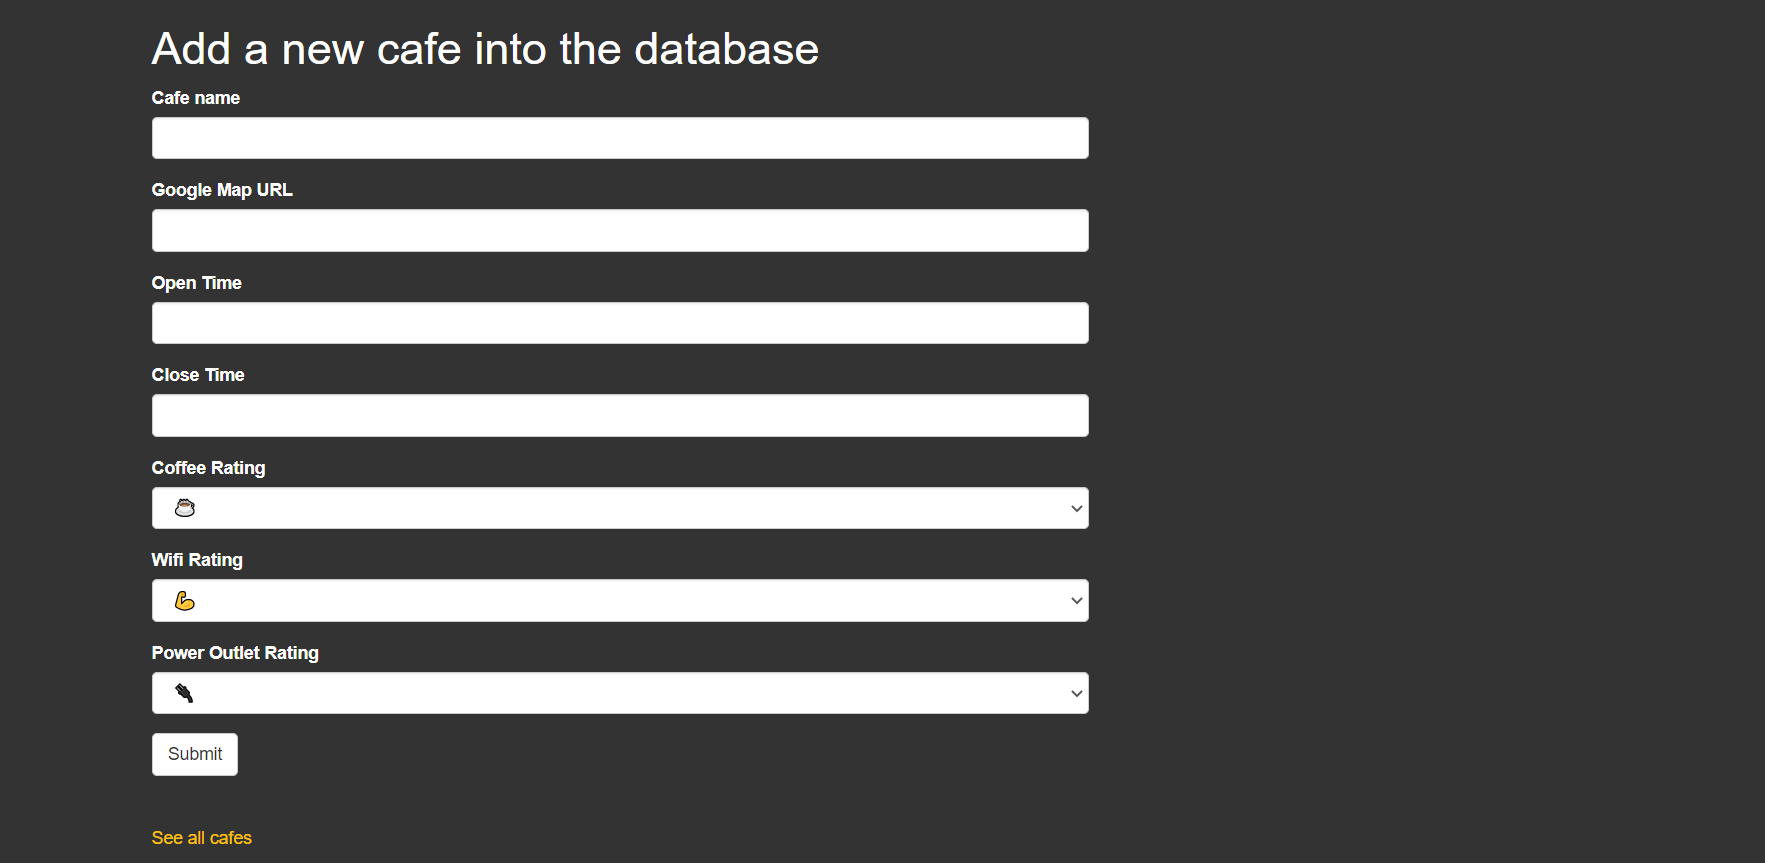 Add a new cafe into the database
Cafe name
Google Map URL
Open Time
Close Time
Coffee Rating
☕
Wifi Rating
💪
Power Outlet Rating
🔌
Submit
See all cafes